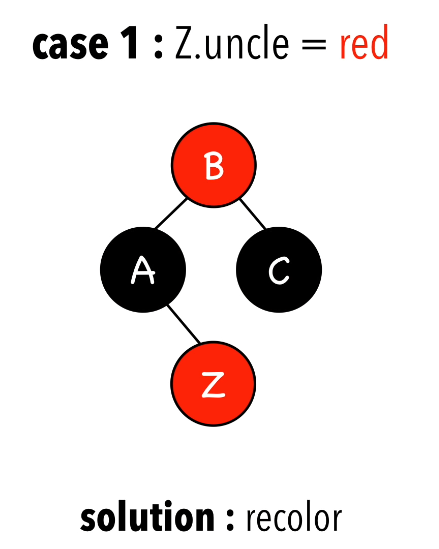 case 1 : Z.uncle = red
B
A C
Z
solution : recolor